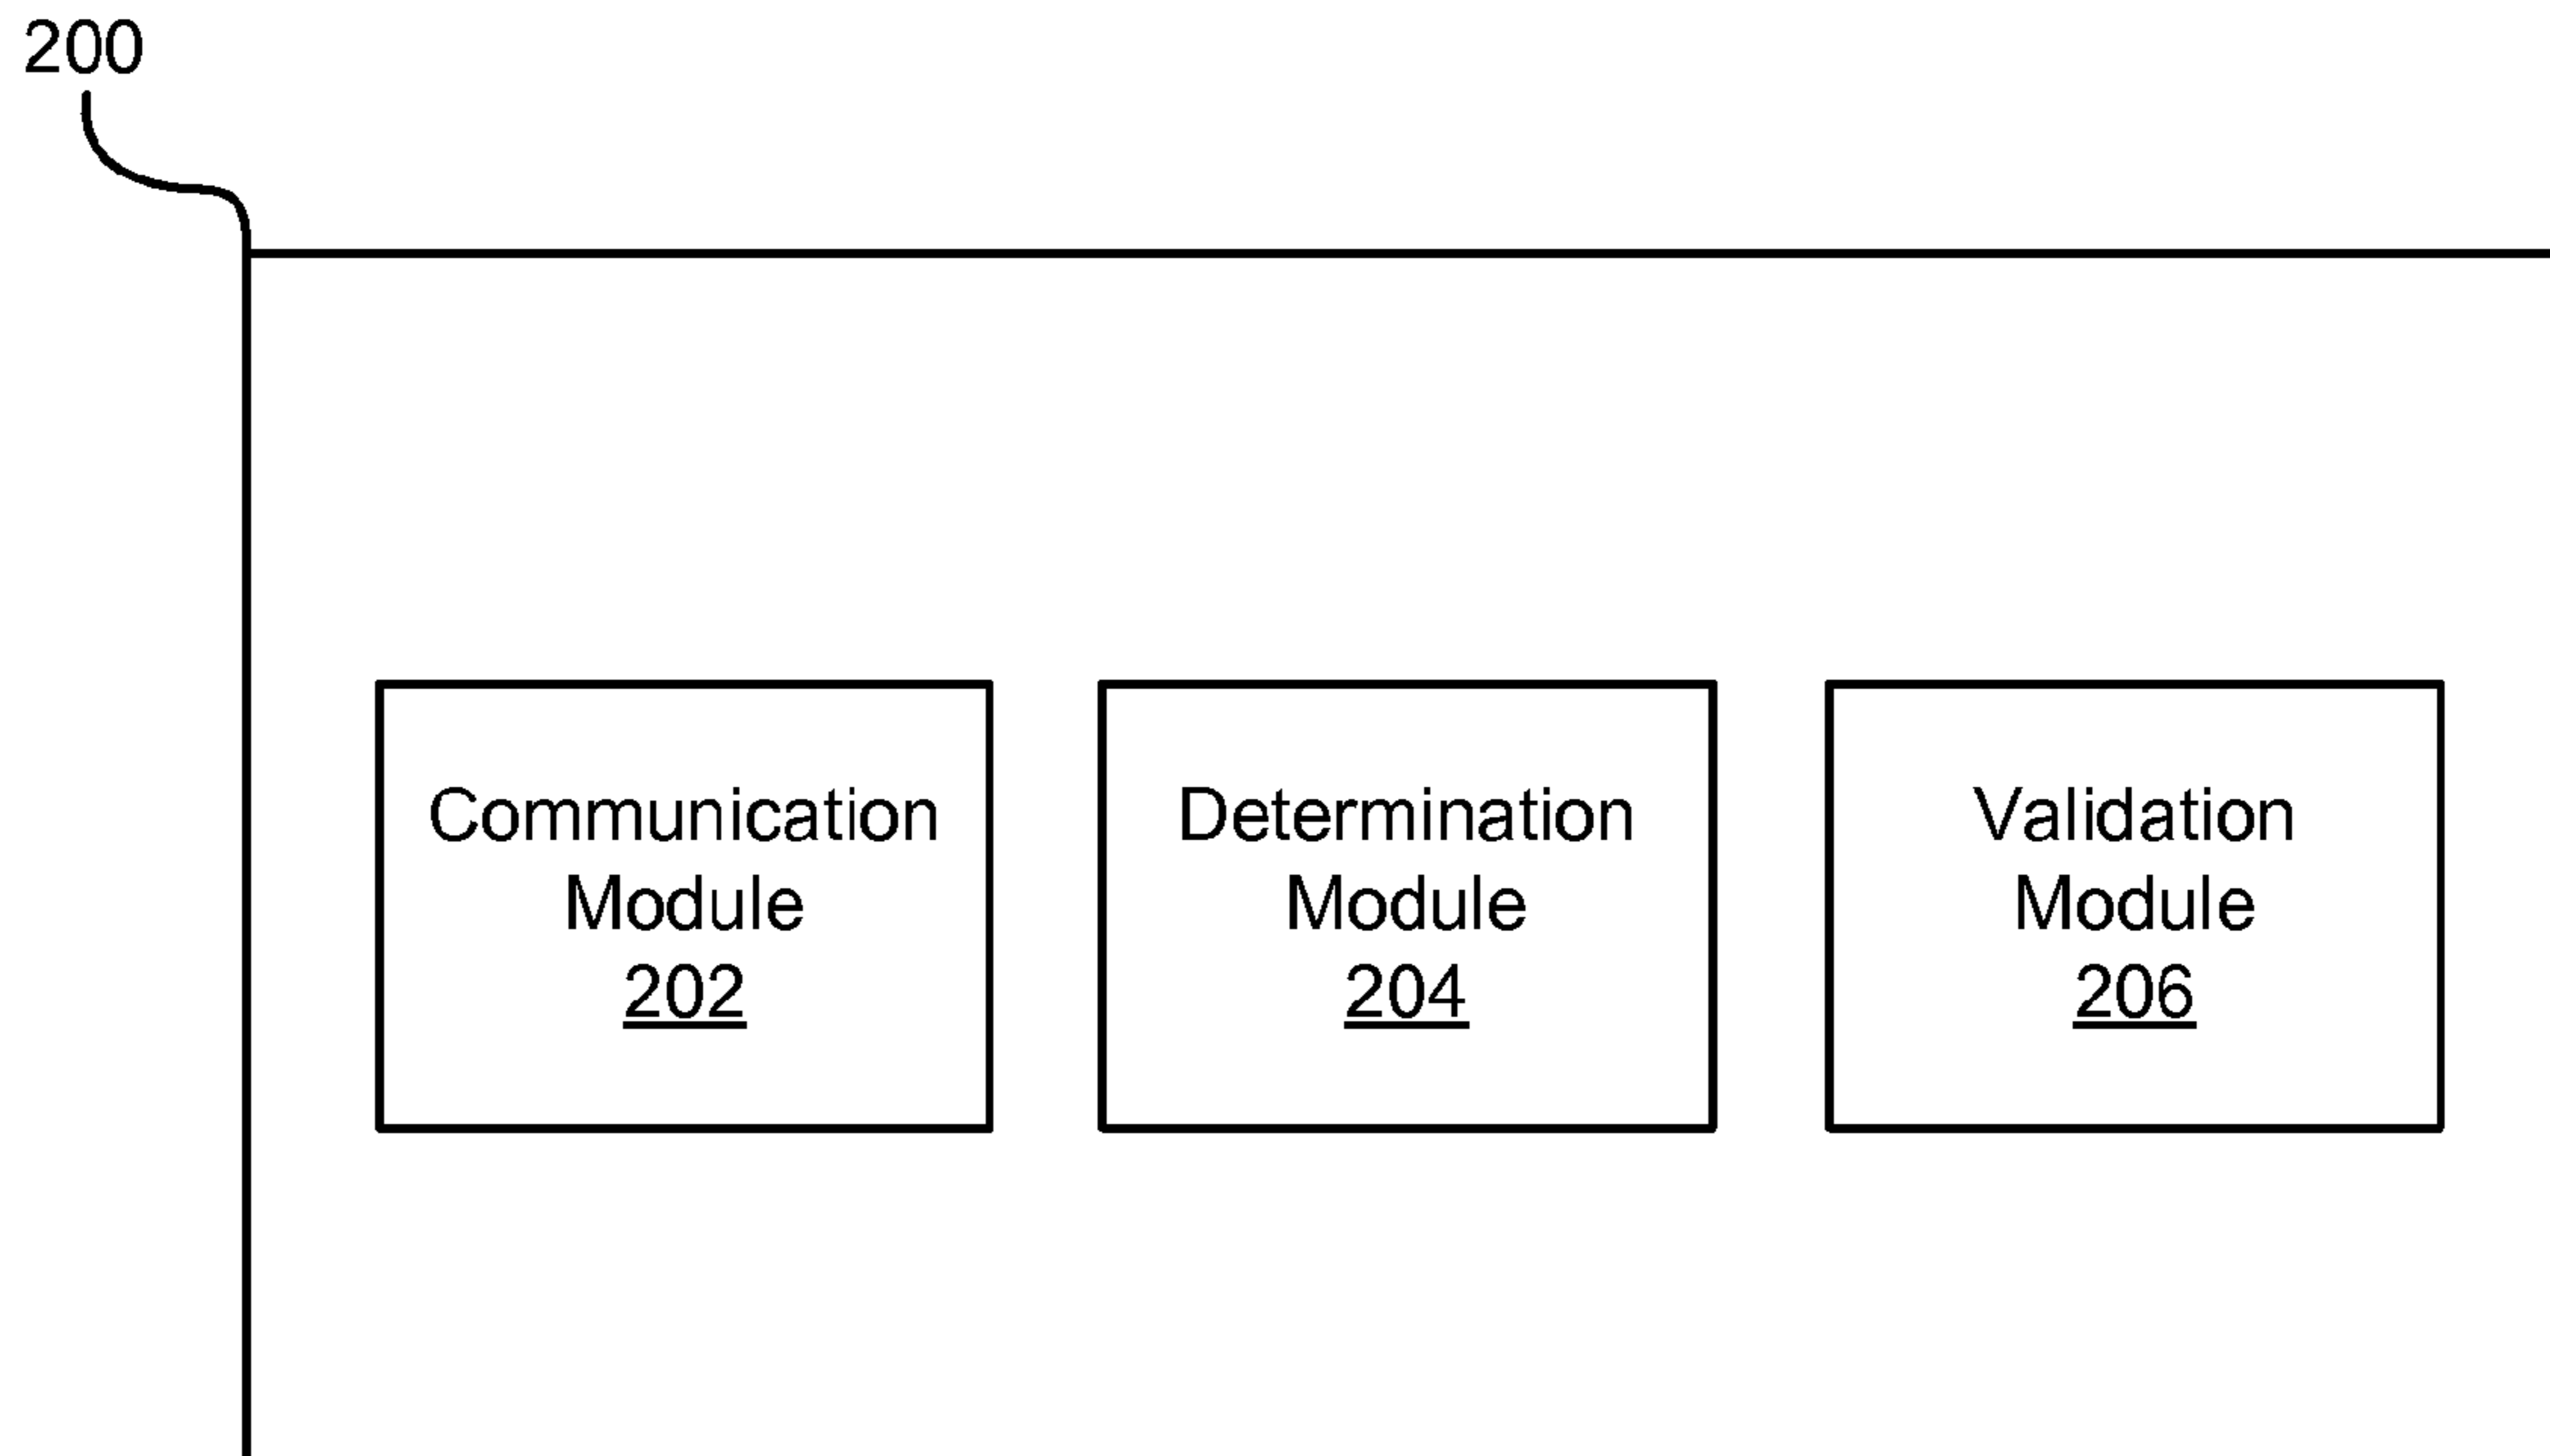 200
Communication
Module
202
Determination
Module
204
Validation
Module
206